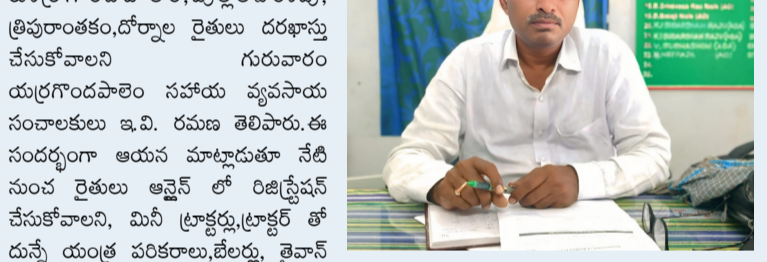 త్రిపురాంతకం,దోర్నాల రైతులు దరఖాస్తు
చేసుకోవాలని గురువారం
యర్రగొందపాలెం సహాయ వ్యవసాయ
సంచాలకులు ఇ.వి. రమణ తెలిపారు.ఈ
సందర్భంగా ఆయన మాట్లాడుతూ నేటి
నుంచ రైతులు ఆన్లైన్ లో రిజిస్ట్రేషన్
చేసుకోవాలని, మినీ ట్రాక్టర్లు,ట్రాక్టర్ తో
దున్నే యంత్ర పరికరాలు,బేలర్లు, తైవాన్